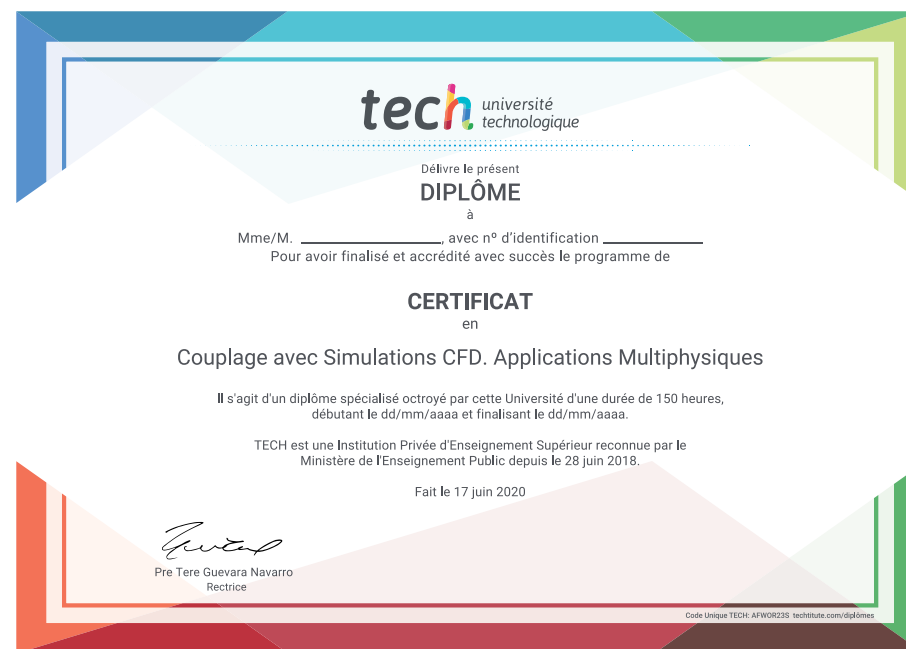 tech université
technologique
Délivre le présent
DIPLÔME
à
Mme/M. ____________________, avec nº d'identification ______________
Pour avoir finalisé et accrédité avec succès le programme de
CERTIFICAT
en
Couplage avec Simulations CFD. Applications Multiphysiques
Il s'agit d'un diplôme spécialisé octroyé par cette Université d'une durée de 150 heures,
débutant le dd/mm/aaaa et finalisant le dd/mm/aaaa.
TECH est une Institution Privée d'Enseignement Supérieur reconnue par le
Ministère de l'Enseignement Public depuis le 28 juin 2018.
Fait le 17 juin 2020
Pre Tere Guevara Navarro
Rectrice
Code Unique TECH: AFWOR23S techtitute.com/diplômes